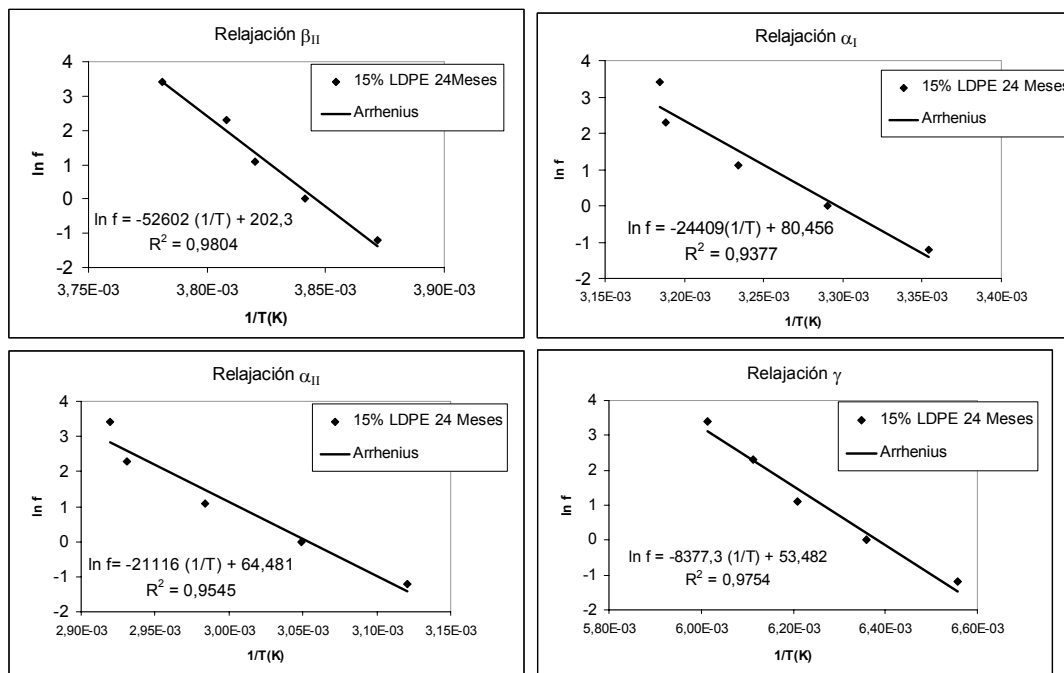 Relajación βII
15% LDPE 24Meses
Arrhenius
4
3
2
1
0
-1
-2
ln f
ln f = -52602 (1/T) + 202,3
R² = 0,9804
3,75E-03 3,80E-03 3,85E-03 3,90E-03
1/T(K)
Relajación αI
15% LDPE 24 Meses
Arrhenius
4
3
2
1
0
-1
-2
ln f
ln f = -24409(1/T) + 80,456
R² = 0,9377
3,15E-03 3,20E-03 3,25E-03 3,30E-03 3,35E-03 3,40E-03
1/T(K)
Relajación αII
15% LDPE 24 Meses
Arrhenius
4
3
2
1
0
-1
-2
ln f
ln f= -21116 (1/T) + 64,481
R² = 0,9545
2,90E-03 2,95E-03 3,00E-03 3,05E-03 3,10E-03 3,15E-03
1/T(K)
Relajación γ
15% LDPE 24 Meses
Arrhenius
4
3
2
1
0
-1
-2
ln f
ln f = -8377,3 (1/T) + 53,482
R² = 0,9754
5,80E-03 6,00E-03 6,20E-03 6,40E-03 6,60E-03
1/T(K)